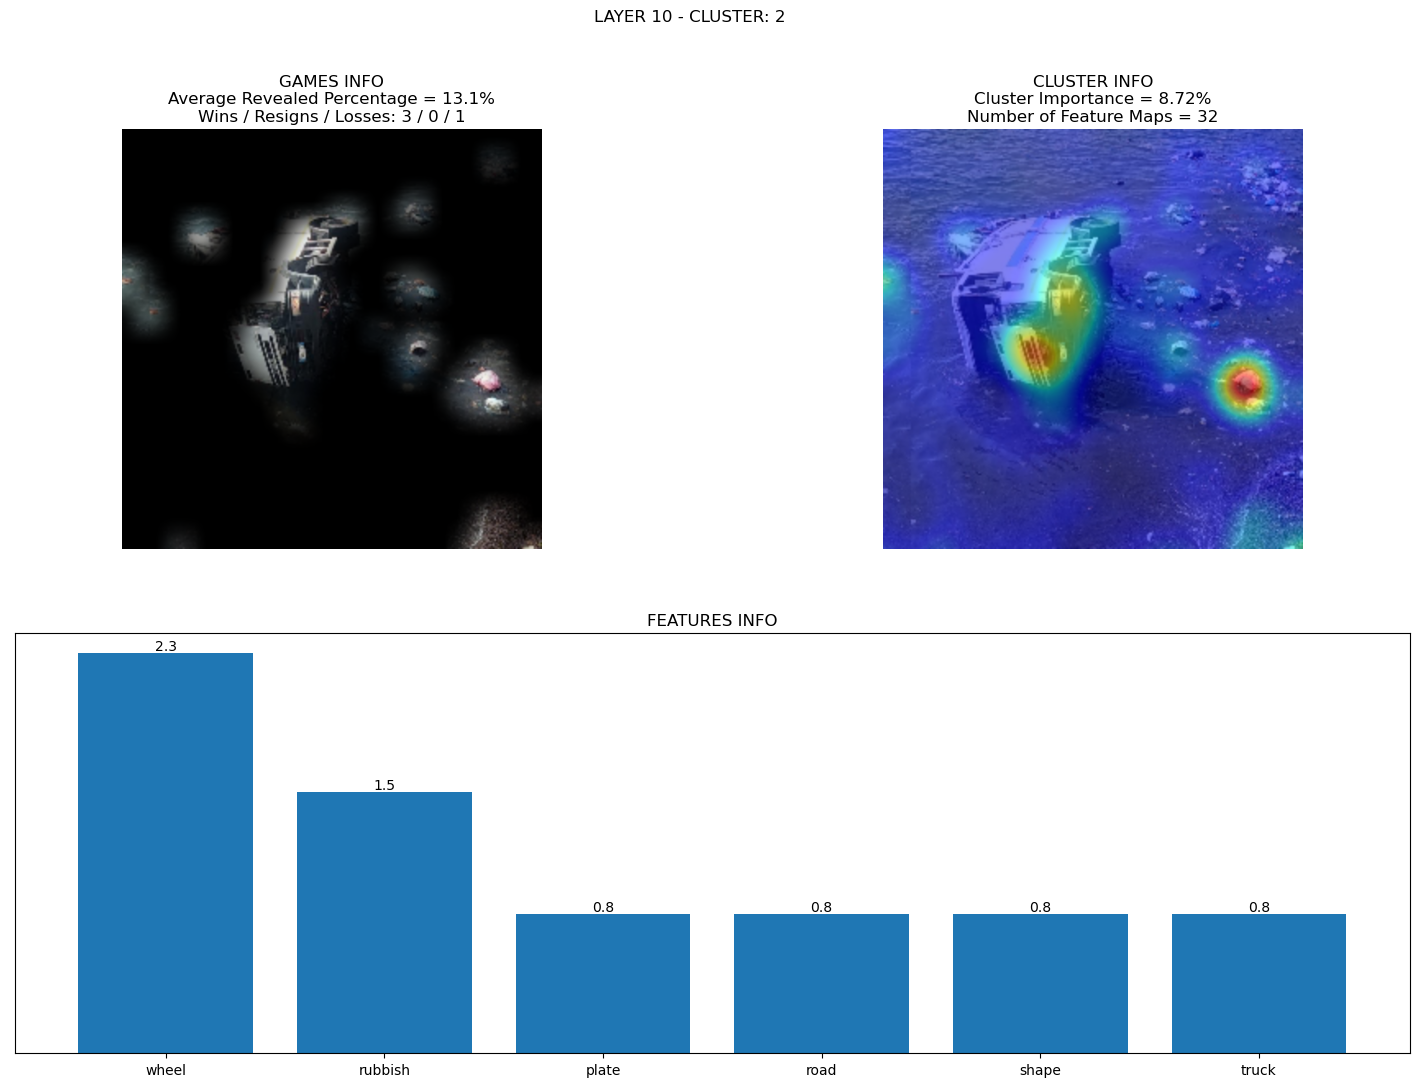 LAYER 10 - CLUSTER: 2
GAMES INFO
Average Revealed Percentage = 13.1%
Wins / Resigns / Losses: 3 / 0 / 1
CLUSTER INFO
Cluster Importance = 8.72%
Number of Feature Maps = 32
FEATURES INFO
2.3
1.5
0.8
0.8
0.8
0.8
wheel
rubbish
plate
road
shape
truck